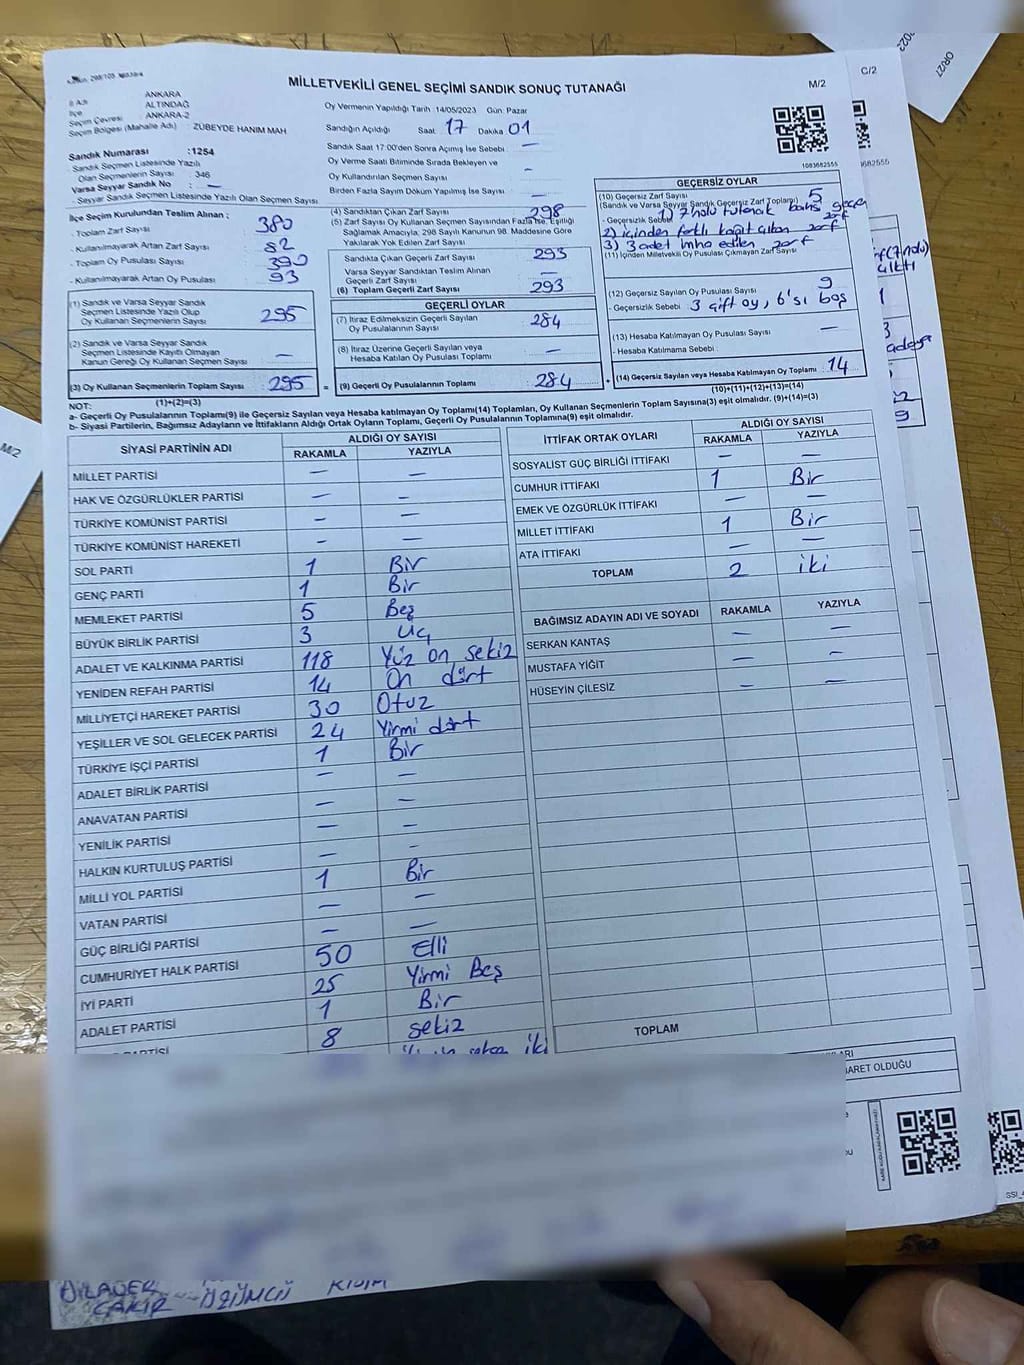 MİLLETVEKİLİ GENEL SEÇİMİ SANDIK SONUÇ TUTANAĞI
M/2
C/2
İl Adı : ANKARA
İlçe : ALTINDAĞ
Seçim Çevresi : ANKARA-2
Seçim Bölgesi (Mahalle Adı) : ZÜBEYDE HANIM MAH
Oy Vermenin Yapıldığı Tarih :14/05/2023 Gün: Pazar
Sandığın Açıldığı Saat 17 Dakika 01
Sandık Saat 17:00'den Sonra Açımış İse Sebebi : —
Oy Verme Saati Bitiminde Sırada Bekleyen ve
Oy Kullandırılan Seçmen Sayısı —
Birden Fazla Sayım Döküm Yapılmış İse Sayısı —
Sandık Numarası :1254
- Sandık Seçmen Listesinde Yazılı
Olan Seçmenlerin Sayısı : 346
Varsa Seyyar Sandık No : —
- Seyyar Sandık Seçmen Listesinde Yazılı Olan Seçmen Sayısı
İlçe Seçim Kurulundan Teslim Alınan ;
- Toplam Zarf Sayısı 380
- Kullanılmayarak Artan Zarf Sayısı 82
- Toplam Oy Pusulası 390
- Kullanılmayarak Artan Oy Pusulası 93
(1) Sandık ve Varsa Seyyar Sandık
Seçmen Listesinde Yazılı Olup
Oy Kullanan Seçmenlerin Sayısı 295
(2) Sandık ve Varsa Seyyar Sandık
Seçmen Listesinde Kayıtlı Olmayan
Kanun Gereği Oy Kullanan Seçmen Sayısı —
(3) Oy Kullanan Seçmenlerin Toplam Sayısı : 295
(1)+(2)=(3)
(4) Sandıktan Çıkan Zarf Sayısı 298
(5) Zarf Sayısı Oy Kullanan Seçmen Sayısından Fazla İse, Eşitliği
Sağlamak Amacıyla, 298 Sayılı Kanunun 98. Maddesine Göre
Yakılarak Yok Edilen Zarf Sayısı
Sandıkta Çıkan Geçerli Zarf Sayısı 293
Varsa Seyyar Sandıktan Teslim Alınan
Geçerli Zarf Sayısı —
(6) Toplam Geçerli Zarf Sayısı 293
GEÇERLİ OYLAR
(7) İtiraz Edilmeksizin Geçerli Sayılan
Oy Pusulalarının Sayısı 284
(8) İtiraz Üzerine Geçerli Sayılan veya
Hesaba Katılan Oy Pusulası Toplamı —
= (9) Geçerli Oy Pusulalarının Toplamı 284 +
1083682555
GEÇERSİZ OYLAR
(10) Geçersiz Zarf Sayısı 5
(Sandık ve Varsa Seyyar Sandık Geçersiz Zarf Toplamı)
- Geçersizlik Sebebi 1) 7 nolu tutanak bahsi geçen zarf
2) içinden farklı kağıt çıkan zarf
3) 3 adet imha edilen zarf
(11) İçinden Milletvekili Oy Pusulası Çıkmayan Zarf Sayısı
(12) Geçersiz Sayılan Oy Pusulası Sayısı 9
- Geçersizlik Sebebi 3 çift oy, 6'sı boş
(13) Hesaba Katılmayan Oy Pusulası Sayısı —
- Hesaba Katılmama Sebebi :
(14) Geçersiz Sayılan veya Hesaba Katılmayan Oy Toplamı : 14
(10)+(11)+(12)+(13)=(14)
NOT:
a- Geçerli Oy Pusulaları Toplamı(9) ile Geçersiz Sayılan veya Hesaba katılmayan Oy Toplamı(14) Toplamları, Oy Kullanan Seçmenlerin Toplam Sayısına(3) eşit olmalıdır. (9)+(14)=(3)
b- Siyasi Partilerin, Bağımsız Adayların ve İttifakların Aldığı Ortak Oyların Toplamı, Geçerli Oy Pusulalarının Toplamına(9) eşit olmalıdır.
SİYASİ PARTİNİN ADI ALDIĞI OY SAYISI
RAKAMLA YAZIYLA
MİLLET PARTİSİ — —
HAK VE ÖZGÜRLÜKLER PARTİSİ — —
TÜRKİYE KOMÜNİST PARTİSİ — —
TÜRKİYE KOMÜNİST HAREKETİ — —
SOL PARTİ 1 Bir
GENÇ PARTİ 1 Bir
MEMLEKET PARTİSİ 5 Beş
BÜYÜK BİRLİK PARTİSİ 3 Üç
ADALET VE KALKINMA PARTİSİ 118 Yüz on sekiz
YENİDEN REFAH PARTİSİ 14 On dört
MİLLİYETÇİ HAREKET PARTİSİ 30 Otuz
YEŞİLLER VE SOL GELECEK PARTİSİ 24 Yirmi dört
TÜRKİYE İŞÇİ PARTİSİ 1 Bir
ADALET BİRLİK PARTİSİ — —
ANAVATAN PARTİSİ — —
YENİLİK PARTİSİ — —
HALKIN KURTULUŞ PARTİSİ — -
MİLLİ YOL PARTİSİ 1 Bir
VATAN PARTİSİ — —
GÜÇ BİRLİĞİ PARTİSİ — —
CUMHURİYET HALK PARTİSİ 50 Elli
İYİ PARTİ 25 Yirmi Beş
ADALET PARTİSİ 1 Bir
8 sekiz
iki
İTTİFAK ORTAK OYLARI ALDIĞI OY SAYISI
RAKAMLA YAZIYLA
SOSYALİST GÜÇ BİRLİĞİ İTTİFAKI — —
CUMHUR İTTİFAKI 1 Bir
EMEK VE ÖZGÜRLÜK İTTİFAKI — —
MİLLET İTTİFAKI 1 Bir
ATA İTTİFAKI — —
TOPLAM 2 iki
BAĞIMSIZ ADAYIN ADI VE SOYADI RAKAMLA YAZIYLA
SERKAN KANTAŞ — —
MUSTAFA YİĞİT — —
HÜSEYİN ÇİLESİZ — —
TOPLAM
ARET OLDUĞU
DİLAVER ÜÇÜNCÜ KISIM
ÇAKIR
M/2